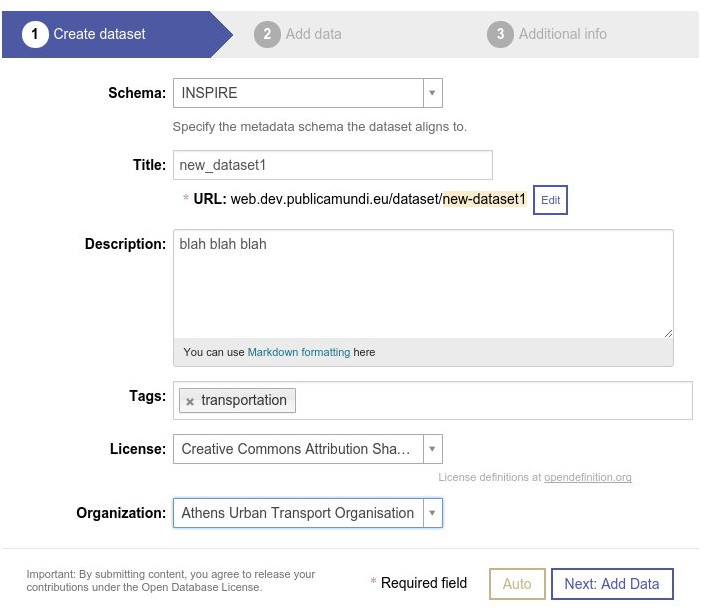 1 Create dataset 2 Add data 3 Additional info
Schema: INSPIRE
Specify the metadata schema the dataset aligns to.
Title: new_dataset1
* URL: web.dev.publicamundi.eu/dataset/new-dataset1 Edit
Description: blah blah blah
You can use Markdown formatting here
Tags: × transportation
License: Creative Commons Attribution Sha...
License definitions at opendefinition.org
Organization: Athens Urban Transport Organisation
Important: By submitting content, you agree to release your
contributions under the Open Database License.
* Required field Auto Next: Add Data